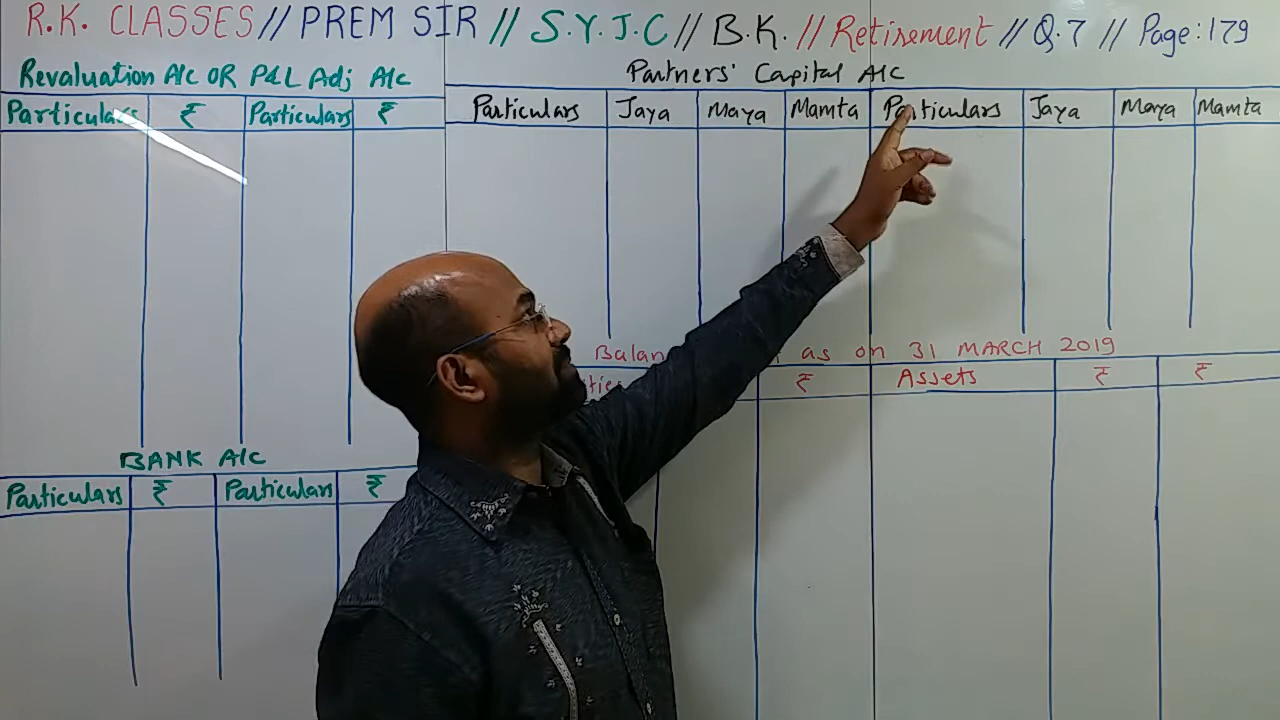 R.K. CLASSES // PREM SIR // S.Y.J.C // B.K. // Retirement // Q.7 // Page: 179
Revaluation A/c OR P&L Adj A/c
Particulars ₹ Particulars ₹
Partners' Capital A/c
Particulars Jaya Maya Mamta Particulars Jaya Maya Mamta
as on 31 MARCH 2019
₹ Assets ₹ ₹
BANK A/c
Particulars ₹ Particulars ₹